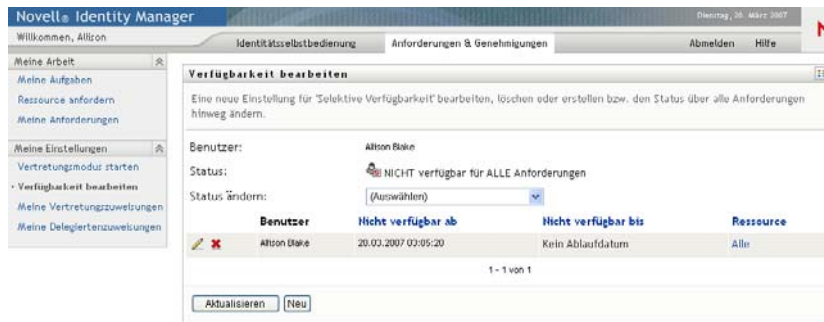 Novell® Identity Manager
Dienstag, 20. März 2007
Willkommen, Allison
Identitätsselbstbedienung
Anforderungen & Genehmigungen
Abmelden
Hilfe
Meine Arbeit
Meine Aufgaben
Ressource anfordern
Meine Anforderungen
Meine Einstellungen
Vertretungsmodus starten
Verfügbarkeit bearbeiten
Meine Vertretungszuweisungen
Meine Delegiertenzuweisungen
Verfügbarkeit bearbeiten
Eine neue Einstellung für 'Selektive Verfügbarkeit' bearbeiten, löschen oder erstellen bzw. den Status über alle Anforderungen
hinweg ändern.
Benutzer: Allison Blake
Status: NICHT verfügbar für ALLE Anforderungen
Status ändern: (Auswählen)
Benutzer Nicht verfügbar ab Nicht verfügbar bis Ressource
Allison Blake 20.03.2007 03:05:20 Kein Ablaufdatum Alle
1 - 1 von 1
Aktualisieren Neu